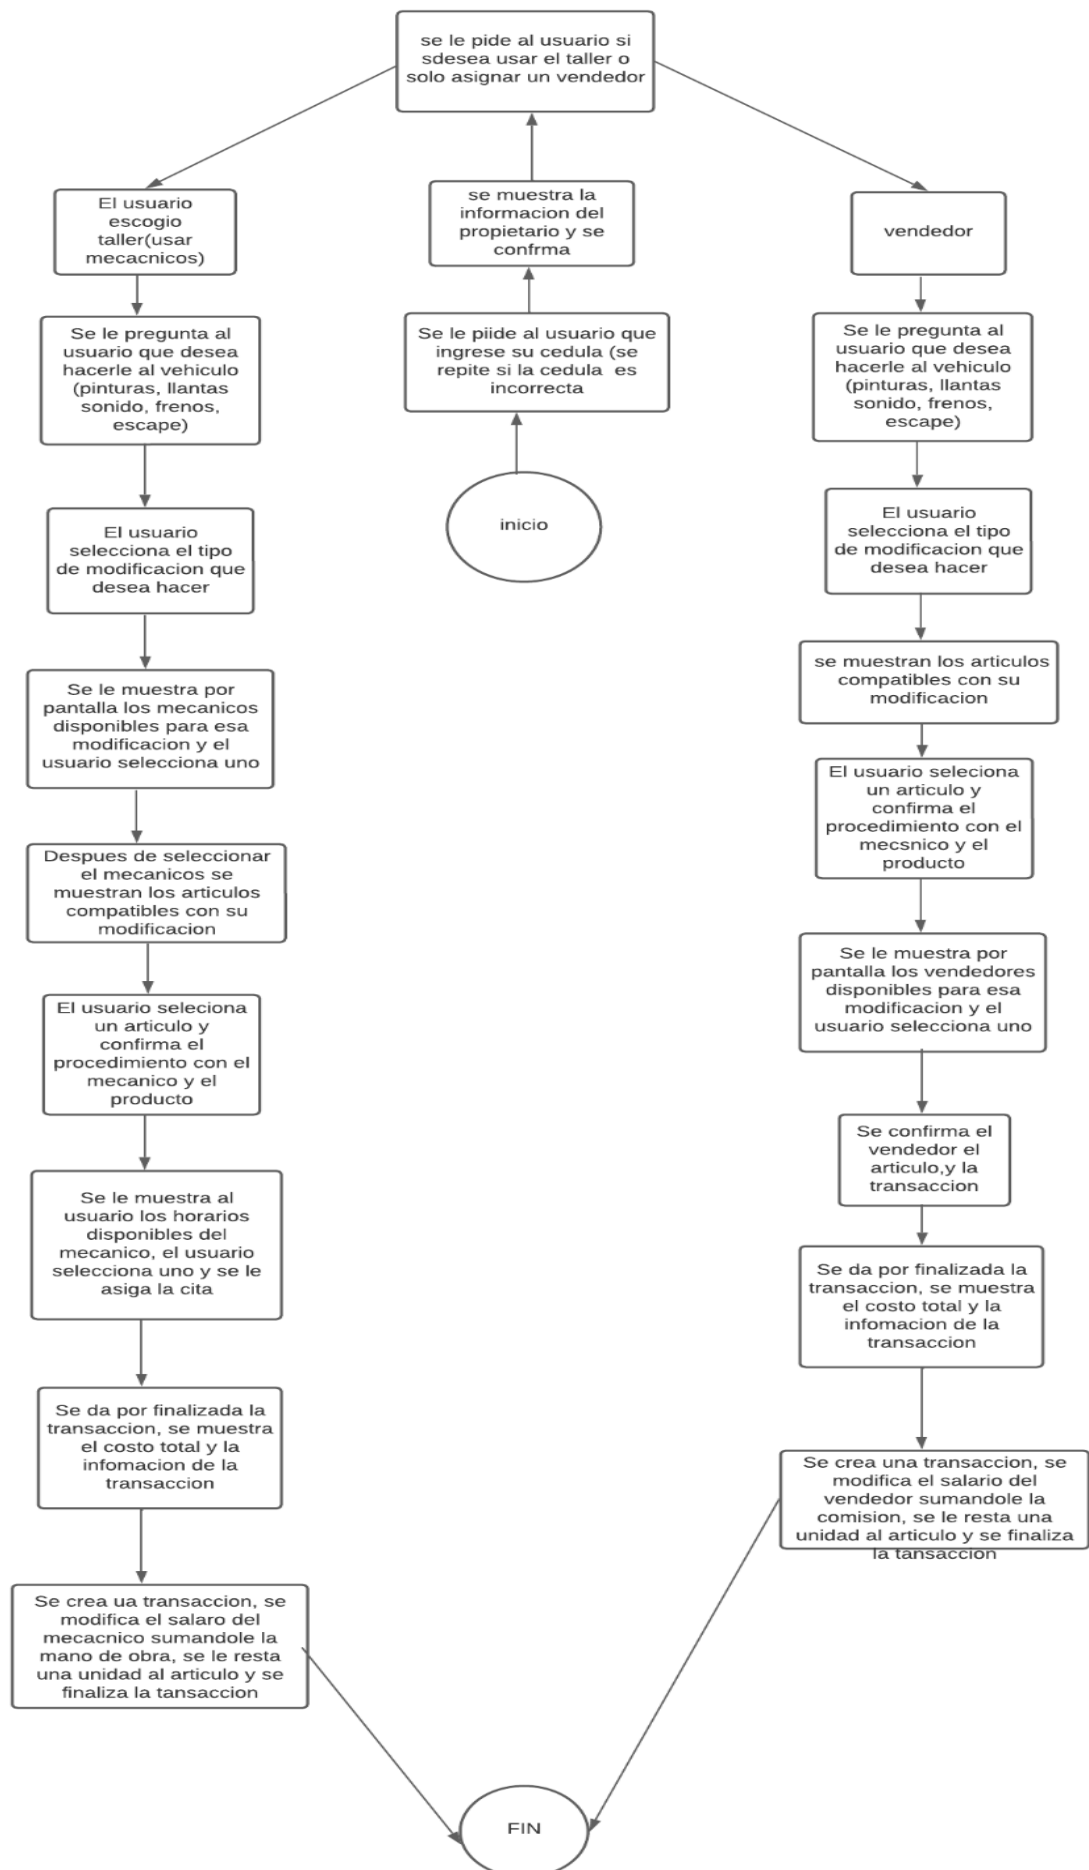 se le pide al usuario si
sdesea usar el taller o
solo asignar un vendedor
El usuario
escogio
taller(usar
mecacnicos)
se muestra la
informacion del
propietario y se
confrma
vendedor
Se le pregunta al
usuario que desea
hacerle al vehiculo
(pinturas, llantas
sonido, frenos,
escape)
Se le piide al usuario que
ingrese su cedula (se
repite si la cedula es
incorrecta
Se le pregunta al
usuario que desea
hacerle al vehiculo
(pinturas, llantas
sonido, frenos,
escape)
inicio
El usuario
selecciona el tipo
de modificacion que
desea hacer
El usuario
selecciona el tipo
de modificacion que
desea hacer
Se le muestra por
pantalla los mecanicos
disponibles para esa
modificacion y el
usuario selecciona uno
se muestran los articulos
compatibles con su
modificacion
Despues de seleccionar
el mecanicos se
muestran los articulos
compatibles con su
modificacion
El usuario seleciona
un articulo y
confirma el
procedimiento con el
mecsnico y el
producto
El usuario seleciona
un articulo y
confirma el
procedimiento con el
mecanico y el
producto
Se le muestra por
pantalla los vendedores
disponibles para esa
modificacion y el
usuario selecciona uno
Se le muestra al
usuario los horarios
disponibles del
mecanico, el usuario
selecciona uno y se le
asiga la cita
Se confirma el
vendedor el
articulo,y la
transaccion
Se da por finalizada la
transaccion, se muestra
el costo total y la
infomacion de la
transaccion
Se da por finalizada la
transaccion, se muestra
el costo total y la
infomacion de la
transaccion
Se crea una transaccion, se
modifica el salario del
vendedor sumandole la
comision, se le resta una
unidad al articulo y se finaliza
la tansaccion
Se crea ua transaccion, se
modifica el salaro del
mecacnico sumandole la
mano de obra, se le resta
una unidad al articulo y se
finaliza la tansaccion
FIN